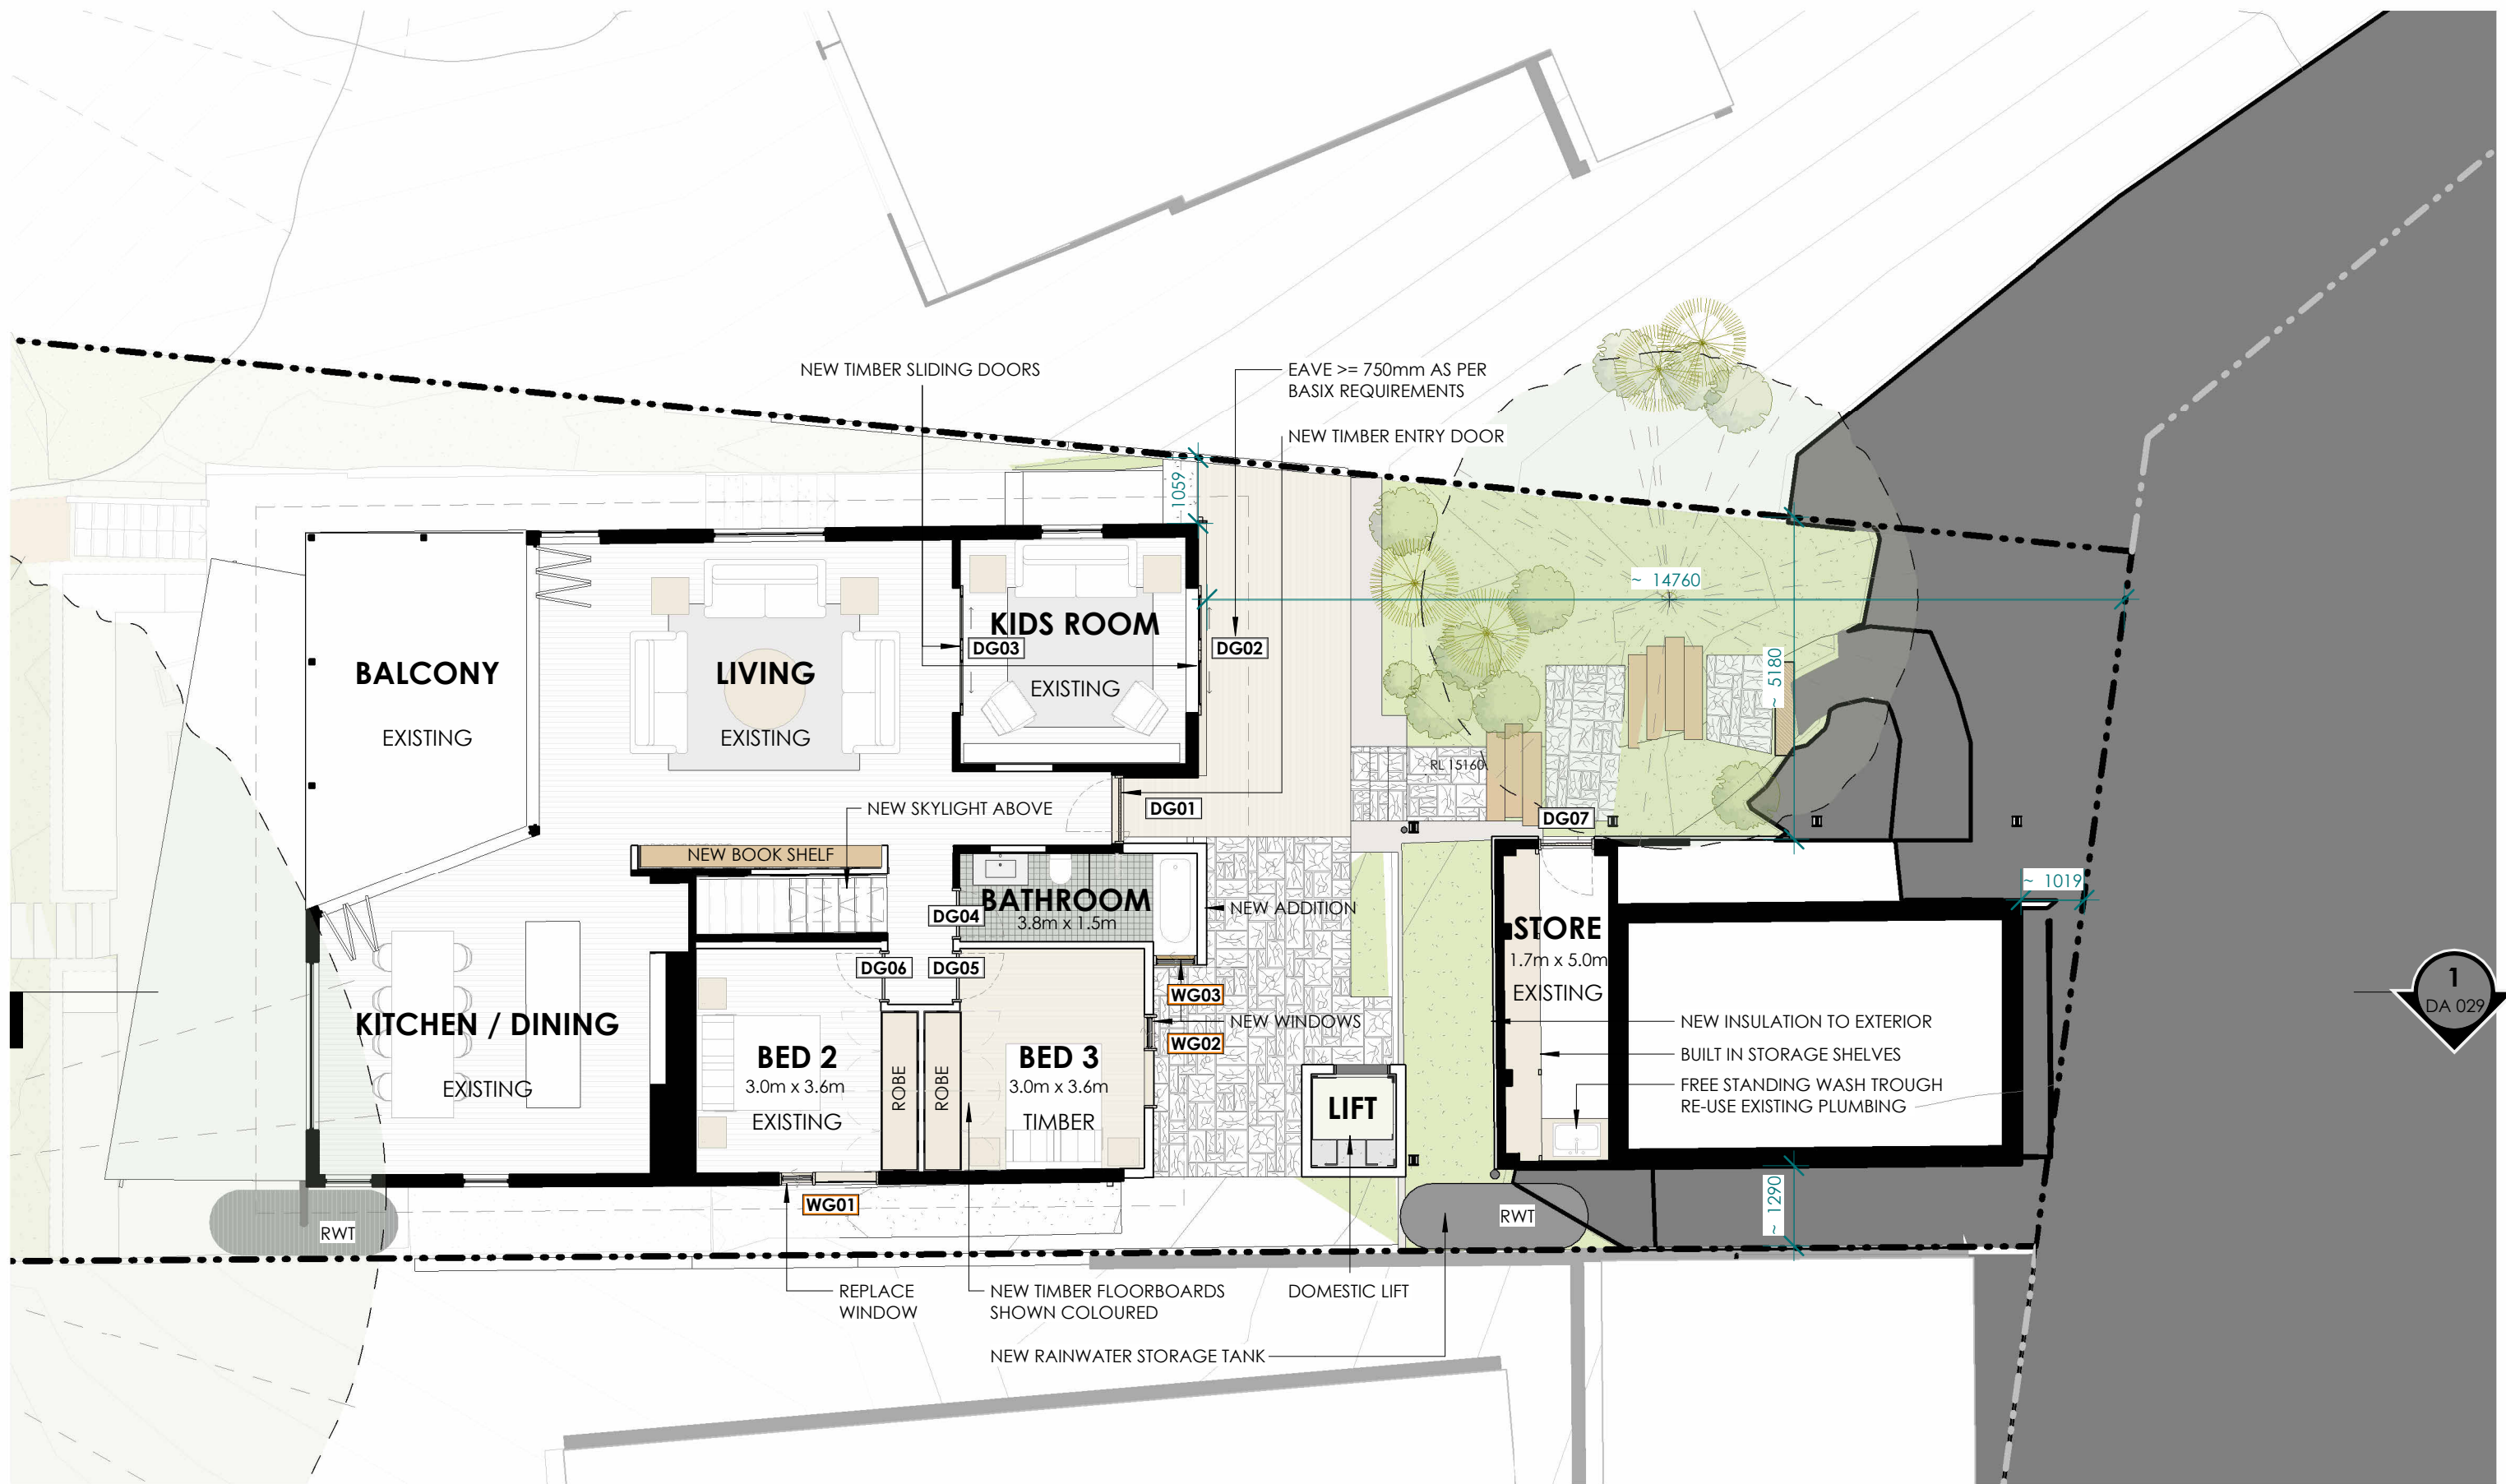 NEW TIMBER SLIDING DOORS
EAVE >= 750mm AS PER
BASIX REQUIREMENTS
NEW TIMBER ENTRY DOOR
1059
~ 14760
KIDS ROOM
DG03
DG02
EXISTING
BALCONY
EXISTING
LIVING
EXISTING
~ 5180
RL 15160
NEW SKYLIGHT ABOVE
DG01
DG07
NEW BOOK SHELF
BATHROOM
3.8m x 1.5m
DG04
NEW ADDITION
~ 1019
STORE
1.7m x 5.0m
EXISTING
DG06
DG05
WG03
NEW WINDOWS
WG02
1
DA 029
KITCHEN / DINING
EXISTING
BED 2
3.0m x 3.6m
EXISTING
ROBE
ROBE
BED 3
3.0m x 3.6m
TIMBER
LIFT
NEW INSULATION TO EXTERIOR
BUILT IN STORAGE SHELVES
FREE STANDING WASH TROUGH
RE-USE EXISTING PLUMBING
WG01
RWT
RWT
~ 1290
REPLACE
WINDOW
NEW TIMBER FLOORBOARDS
SHOWN COLOURED
DOMESTIC LIFT
NEW RAINWATER STORAGE TANK